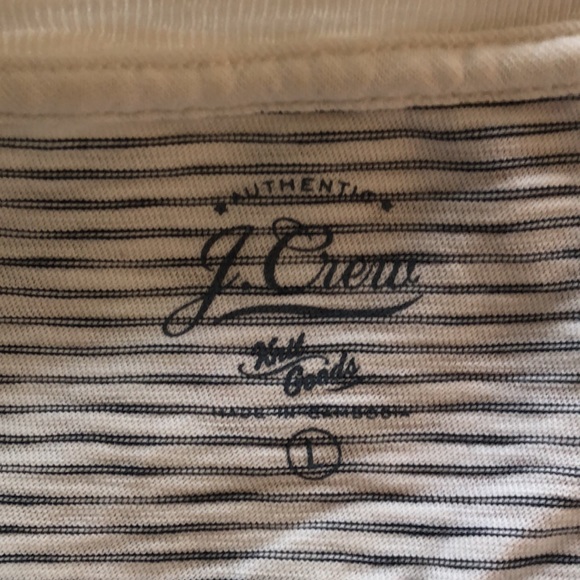 AUTHENTIC
J.Crew
Knit
Goods
MADE IN CAMBODIA
L